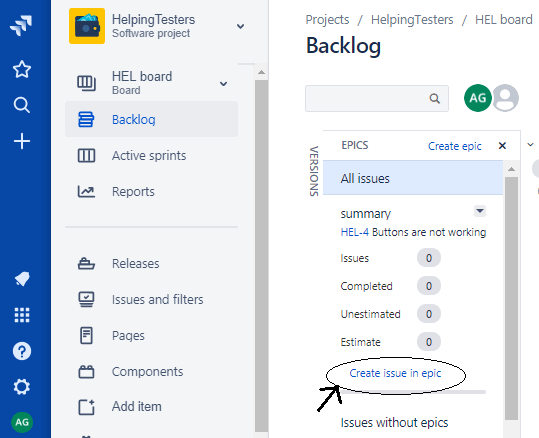 HelpingTesters
Software project
HEL board
Board
Backlog
Active sprints
Reports
Releases
Issues and filters
Pages
Components
Add item
AG
Projects / HelpingTesters / HEL board
Backlog
AG
VERSIONS
EPICS Create epic
All issues
summary
HEL-4 Buttons are not working
Issues 0
Completed 0
Unestimated 0
Estimate 0
Create issue in epic
Issues without epics